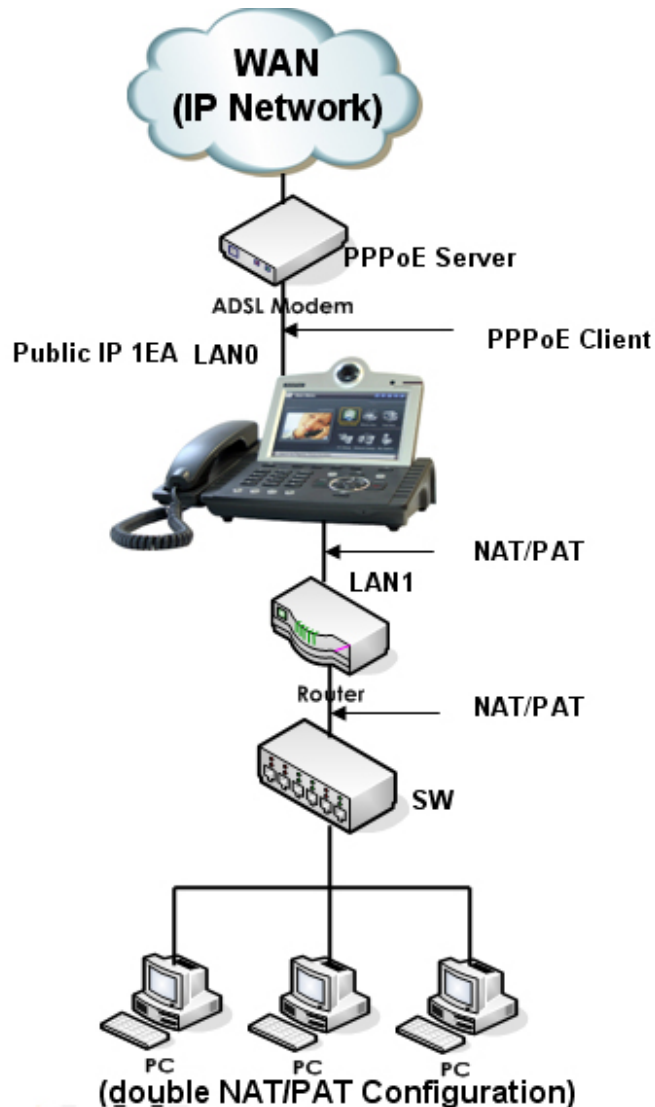 WAN
(IP Network)
PPPoE Server
ADSL Modem
PPPoE Client
Public IP 1EA LAN0
NAT/PAT
LAN1
Router
NAT/PAT
SW
PC PC PC
(double NAT/PAT Configuration)